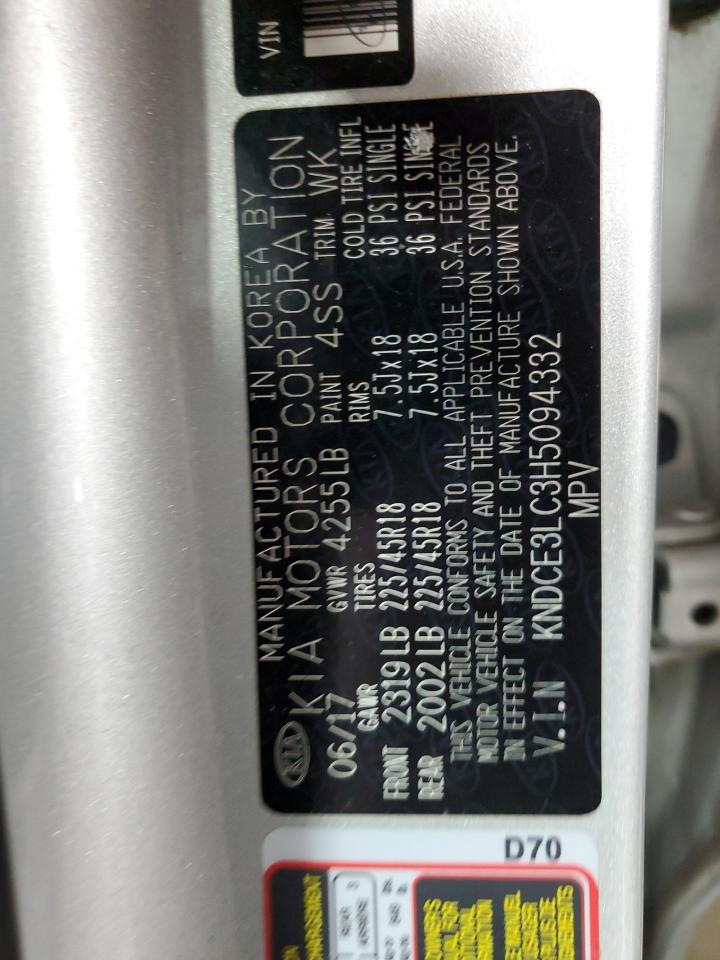 VIN
MANUFACTURED IN KOREA BY
KIA KIA MOTORS CORPORATION
06/17 GVWR 4255LB PAINT 4SS TRIM WK
GAWR TIRES RIMS COLD TIRE INFL
FRONT 2319LB 225/45R18 7.5Jx18 36 PSI SINGLE
REAR 2002LB 225/45R18 7.5Jx18 36 PSI SINGLE
THIS VEHICLE CONFORMS TO ALL APPLICABLE U.S.A. FEDERAL
MOTOR VEHICLE SAFETY AND THEFT PREVENTION STANDARDS
IN EFFECT ON THE DATE OF MANUFACTURE SHOWN ABOVE.
V.I.N KNDCE3LC3H5094332
MPV
D70